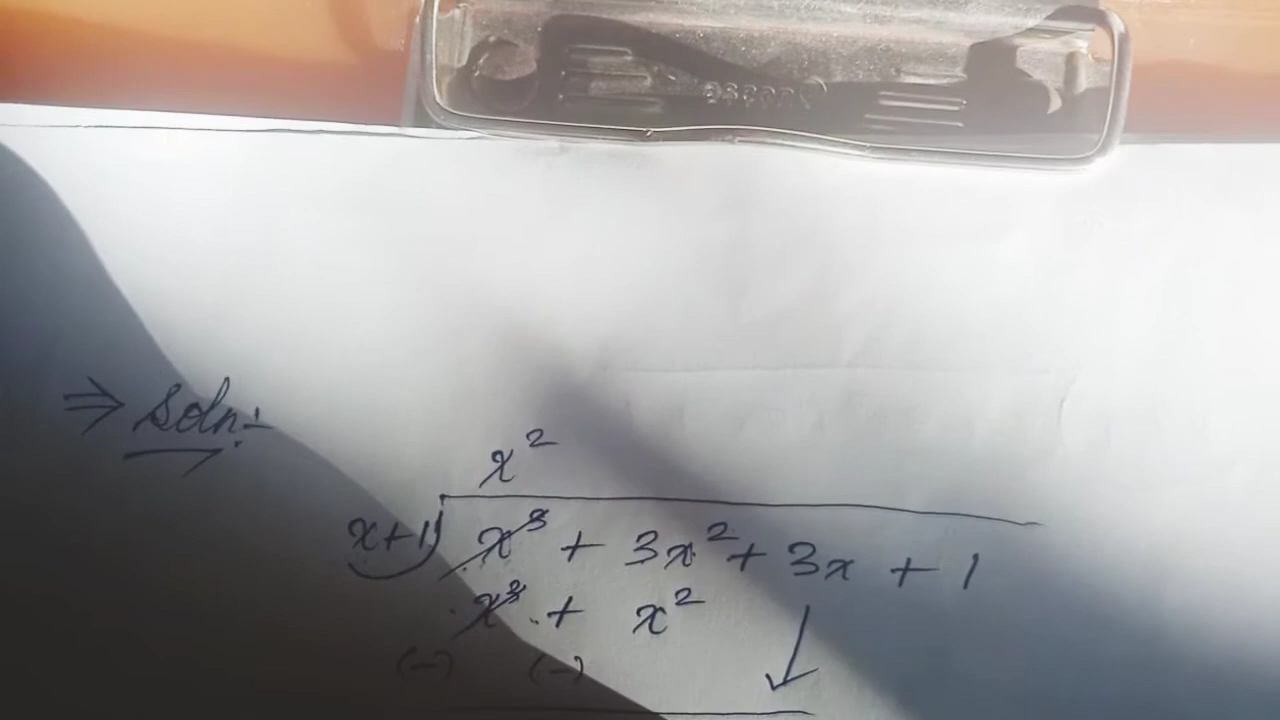 ⇒ Soln:-
x²
x+1) x³ + 3x² + 3x + 1
x³ + x²
(-) (-)